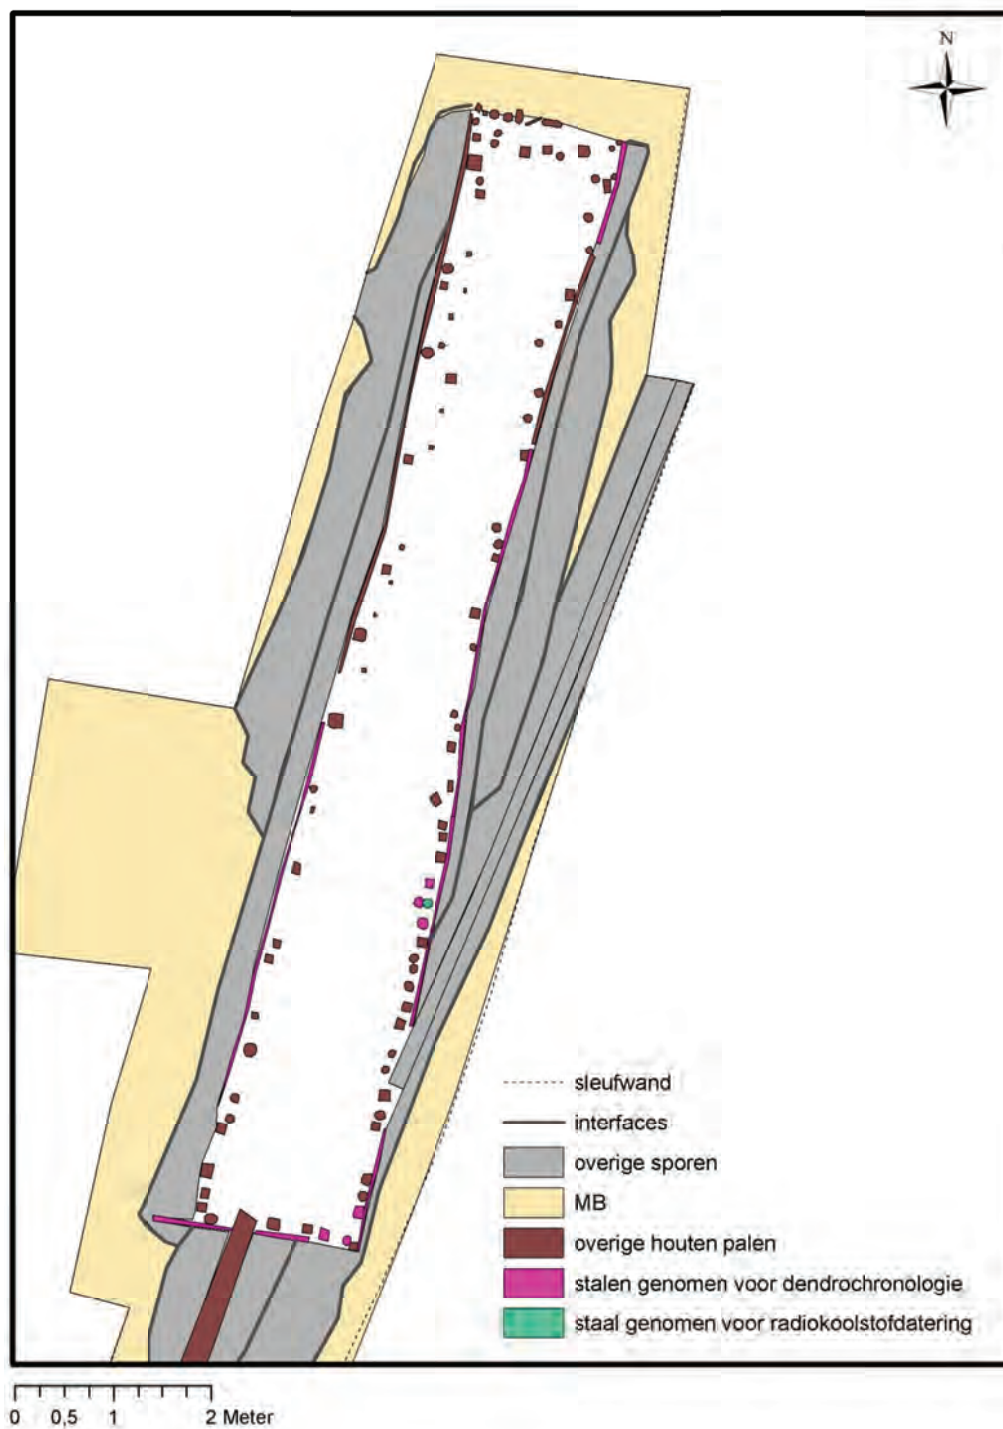 N
sleufwand
interfaces
overige sporen
MB
overige houten palen
stalen genomen voor dendrochronologie
staal genomen voor radiokoolstofdatering
0 0,5 1 2 Meter